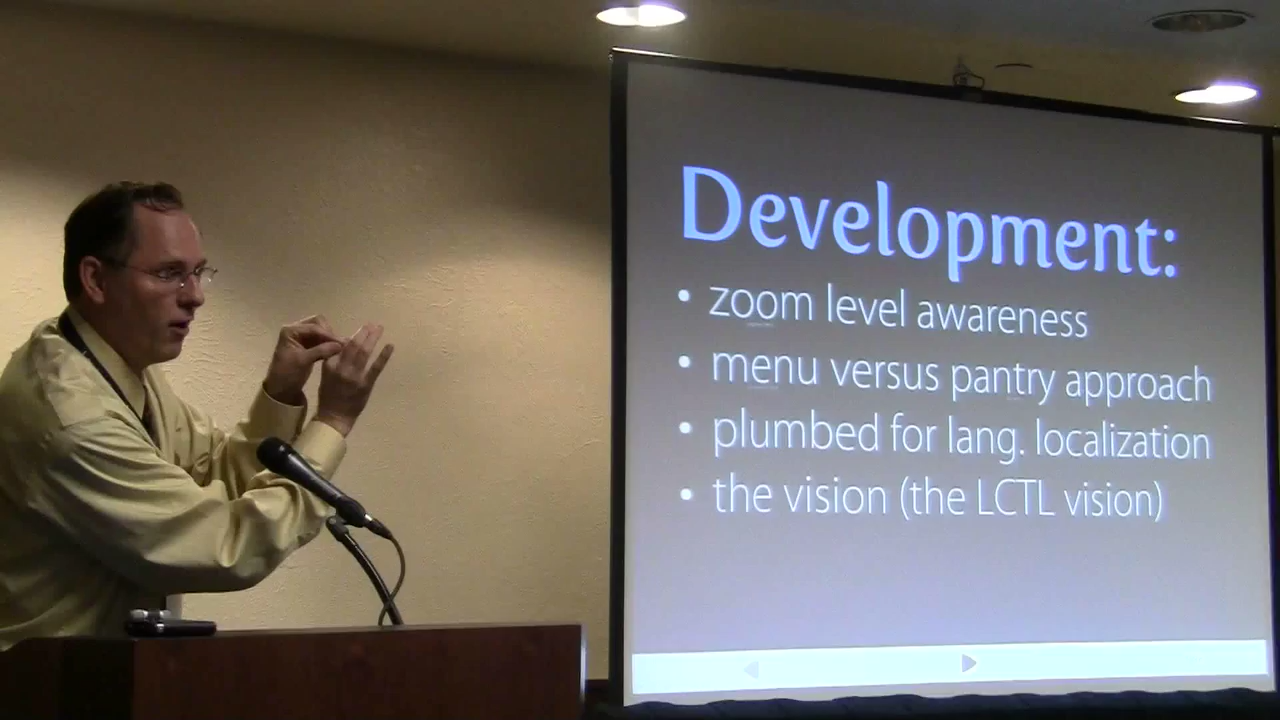 Development:
• zoom level awareness
• menu versus pantry approach
• plumbed for lang. localization
• the vision (the LCTL vision)